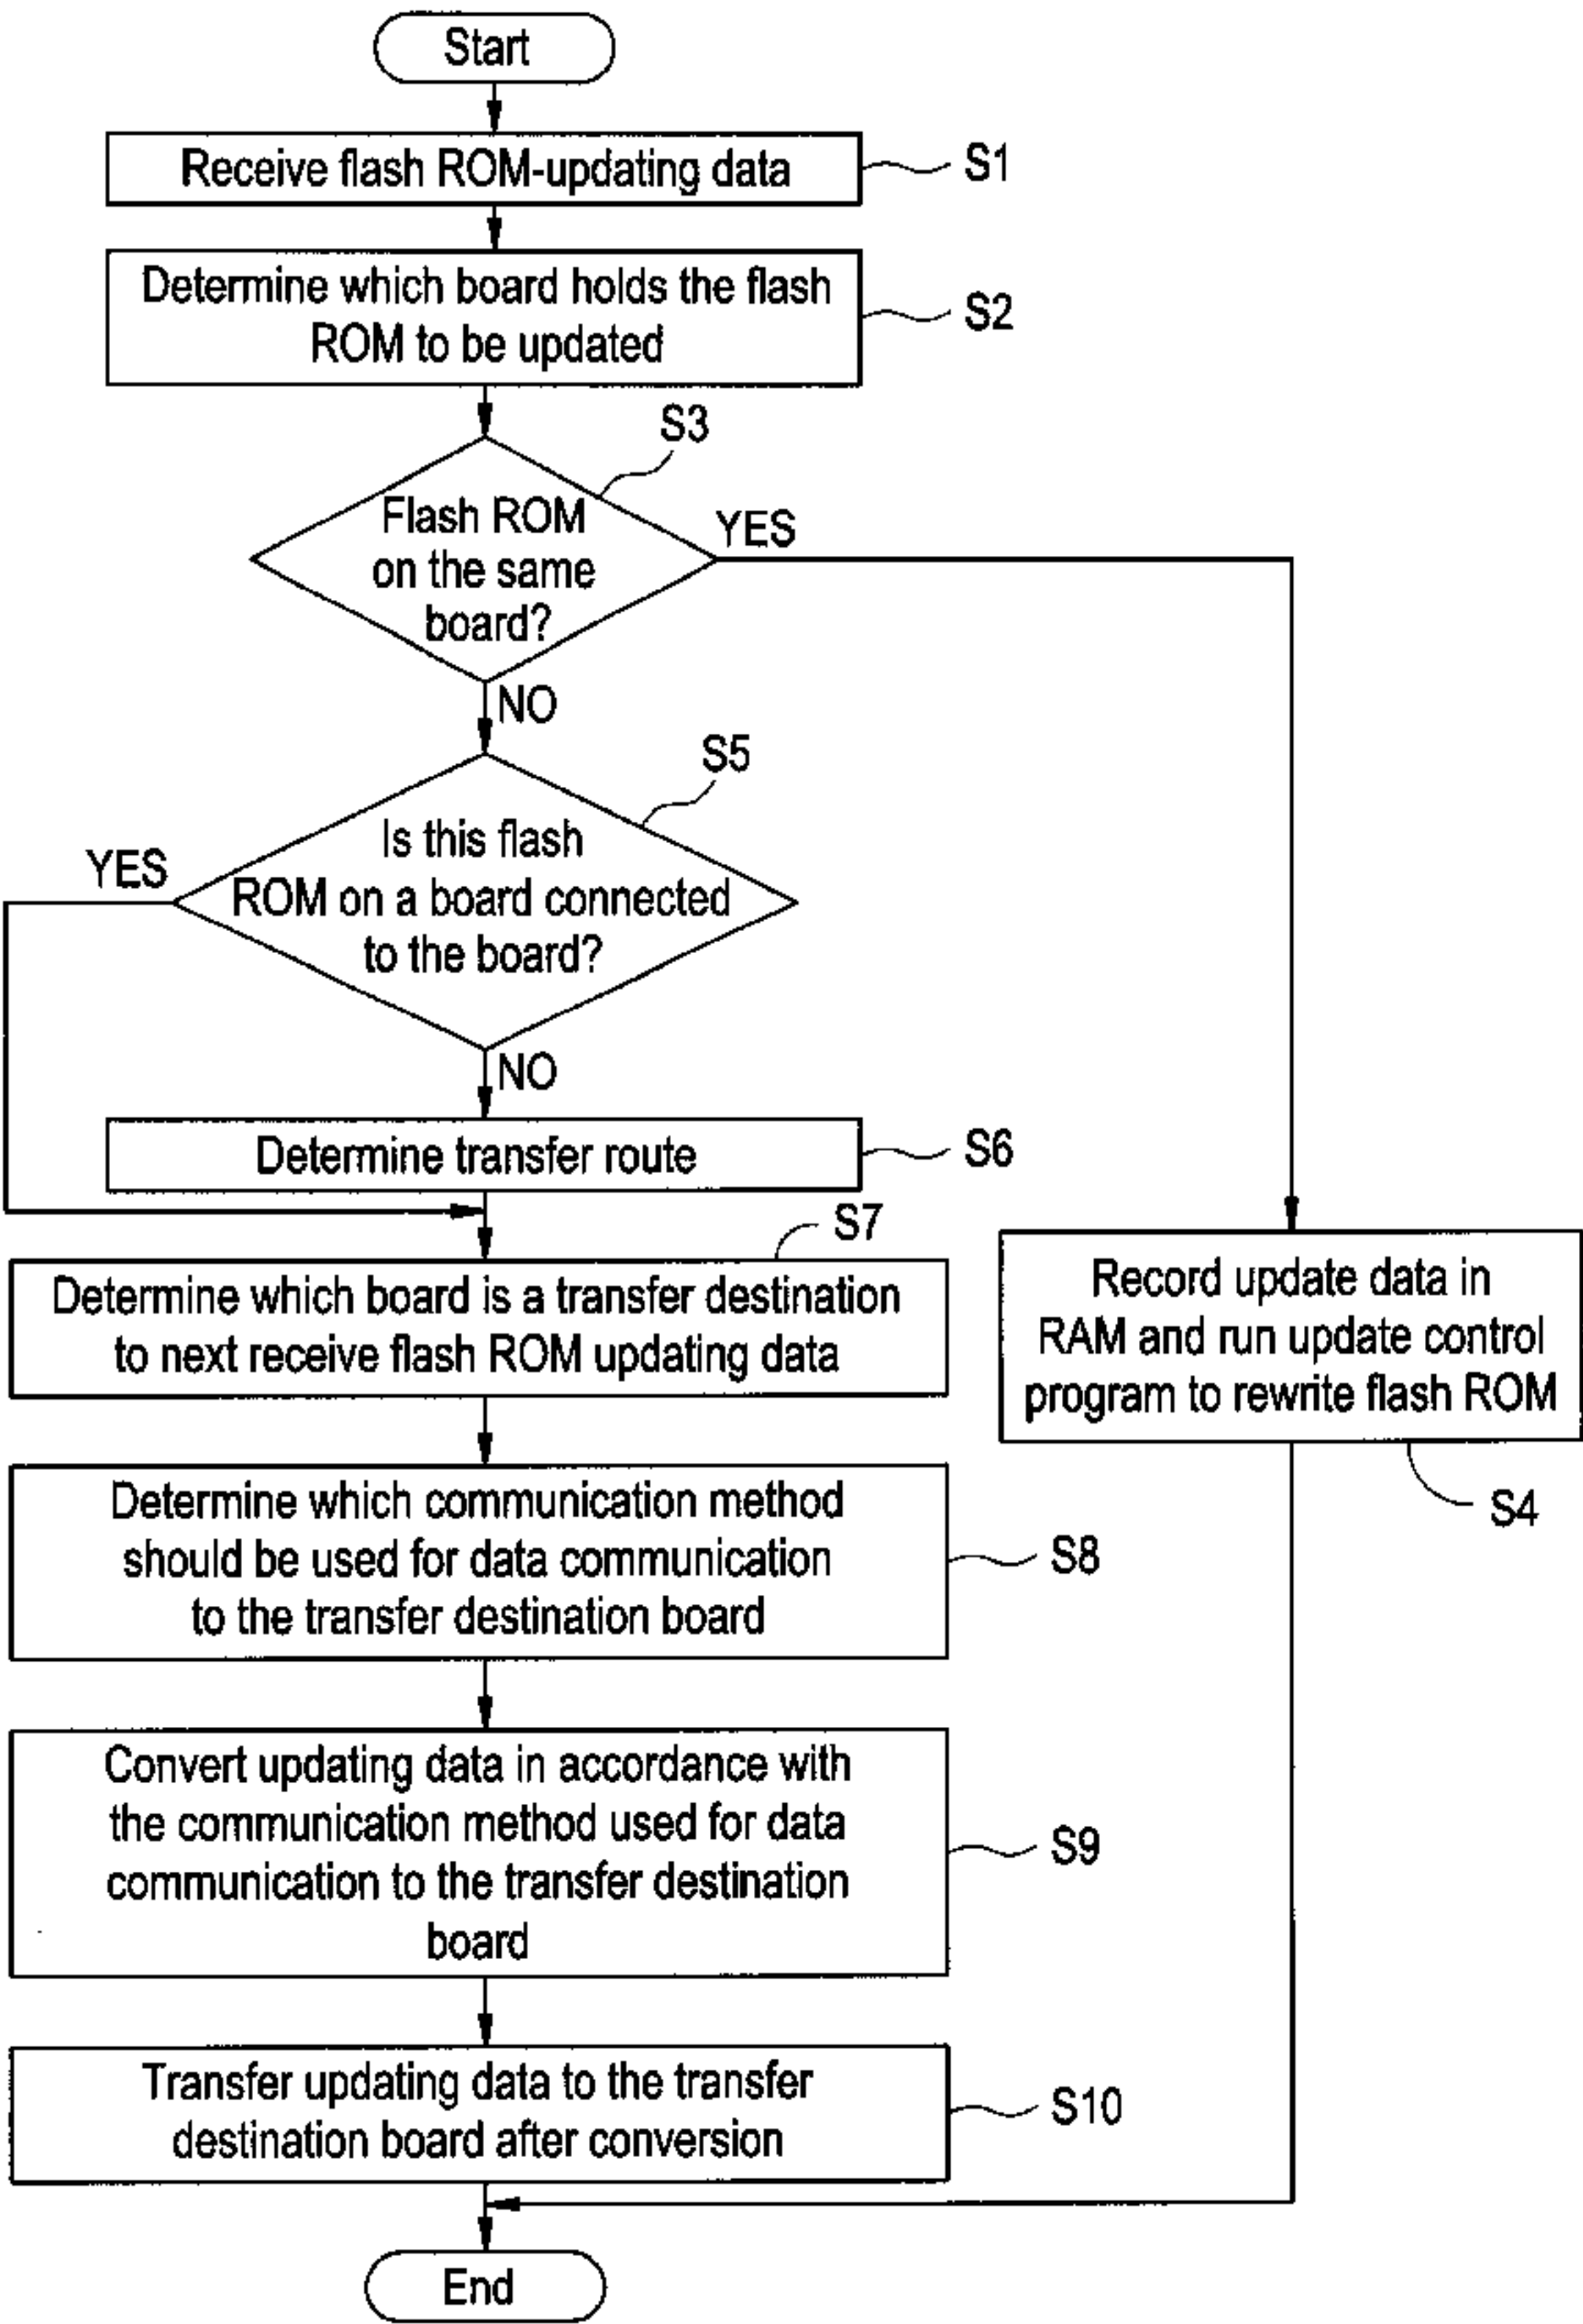 Start
Receive flash ROM-updating data
S1
Determine which board holds the flash
ROM to be updated
S2
S3
Flash ROM
on the same
board?
YES
NO
S5
Is this flash
ROM on a board connected
to the board?
YES
NO
Determine transfer route
S6
S7
Determine which board is a transfer destination
to next receive flash ROM updating data
Record update data in
RAM and run update control
program to rewrite flash ROM
S4
Determine which communication method
should be used for data communication
to the transfer destination board
S8
Convert updating data in accordance with
the communication method used for data
communication to the transfer destination
board
S9
Transfer updating data to the transfer
destination board after conversion
S10
End